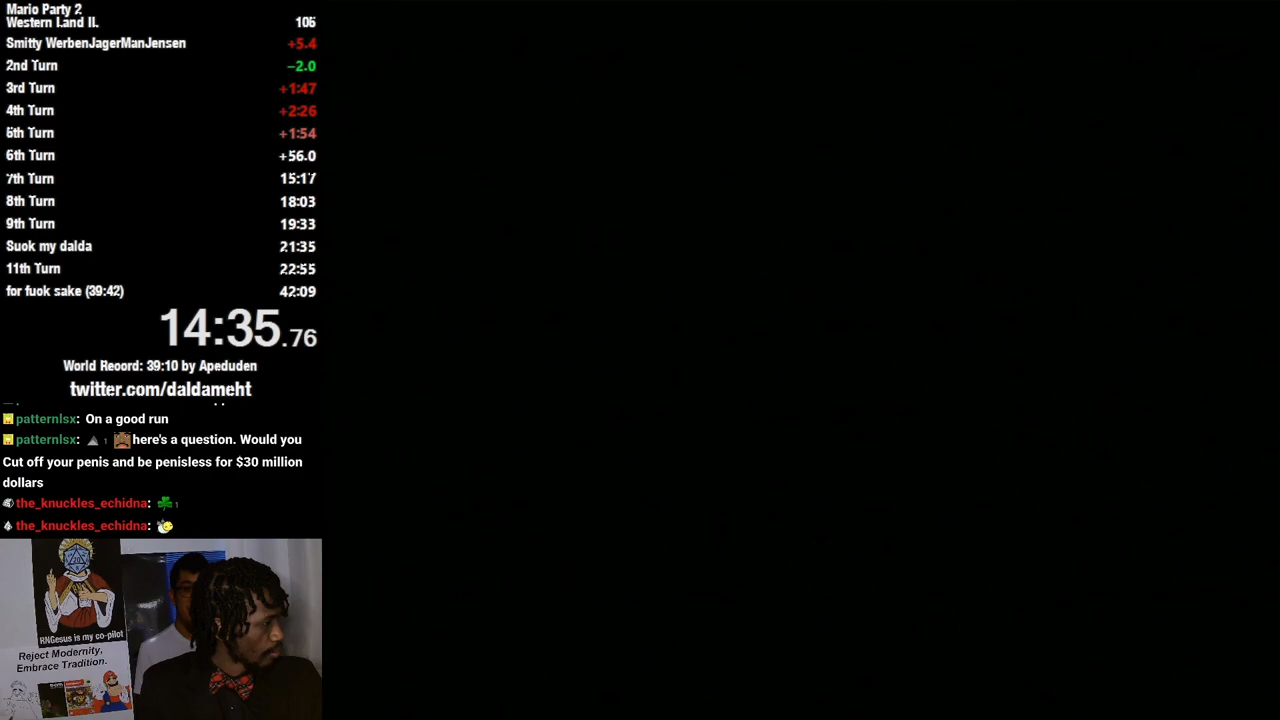 Mario Party 2
Western Land II. 106
Smitty WerbenJagerManJensen +5.4
2nd Turn −2.0
3rd Turn +1:47
4th Turn +2:26
5th Turn +1:54
6th Turn +56.0
7th Turn 15:17
8th Turn 18:03
9th Turn 19:33
Suck my dalda 21:35
11th Turn 22:55
for fuck sake (39:42) 42:09
14:35.76
World Record: 39:10 by Apeduden
twitter.com/daldameht
patternlsx: On a good run
patternlsx: 1 here's a question. Would you
Cut off your penis and be penisless for $30 million
dollars
the_knuckles_echidna: 1
the_knuckles_echidna:
RNGesus is my co-pilot
Reject Modernity,
Embrace Tradition.